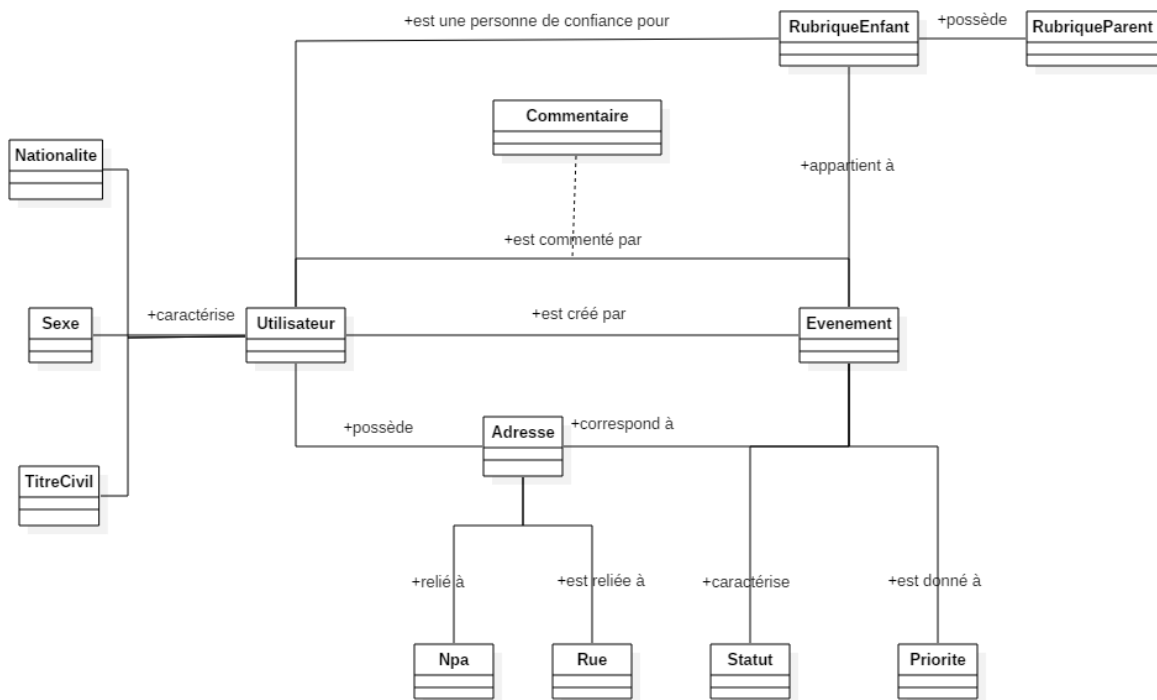 +est une personne de confiance pour
RubriqueEnfant
+possède
RubriqueParent
Commentaire
Nationalite
+appartient à
+est commenté par
Sexe
+caractérise
Utilisateur
+est créé par
Evenement
+possède
Adresse
+correspond à
TitreCivil
+relié à
+est reliée à
+caractérise
+est donné à
Npa
Rue
Statut
Priorite